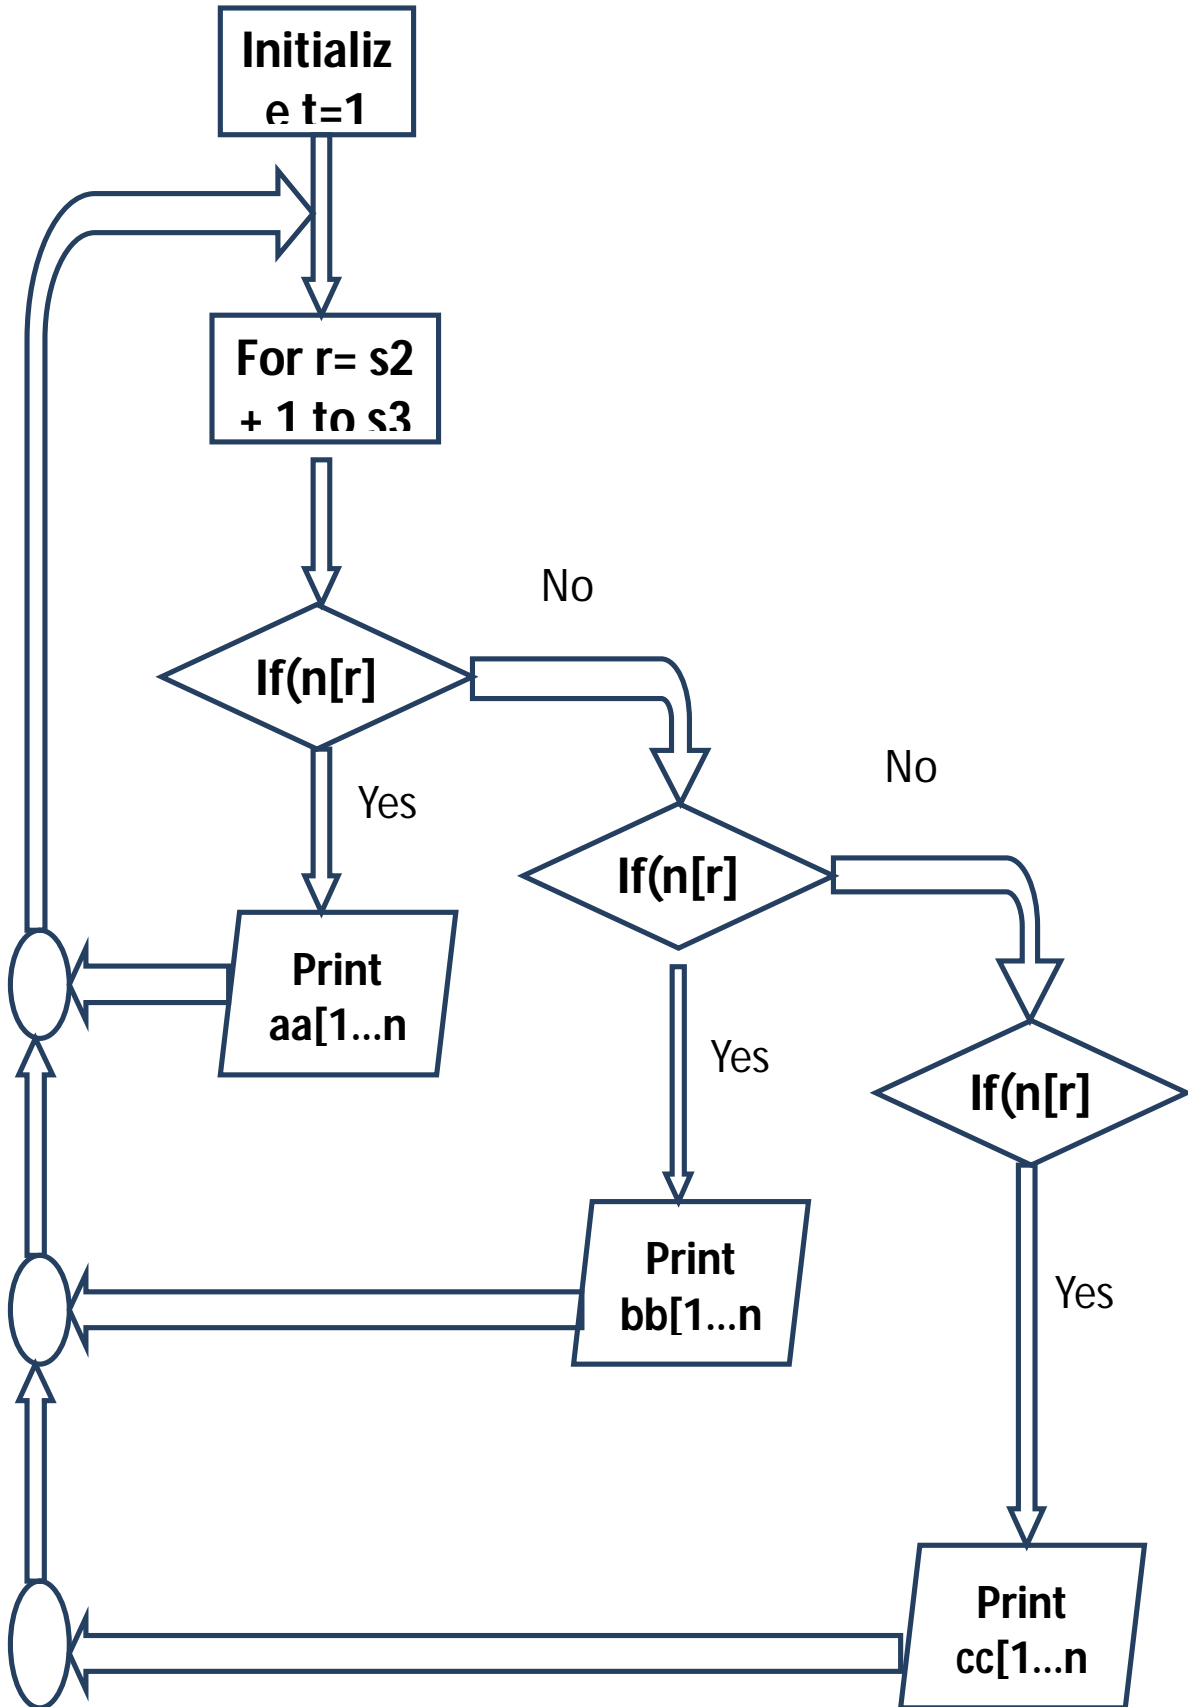 Initializ
e t=1
For r= s2
+ 1 to s3
No
If(n[r]
No
Yes
If(n[r]
Print
aa[1...n
Yes
If(n[r]
Print
bb[1...n
Yes
Print
cc[1...n